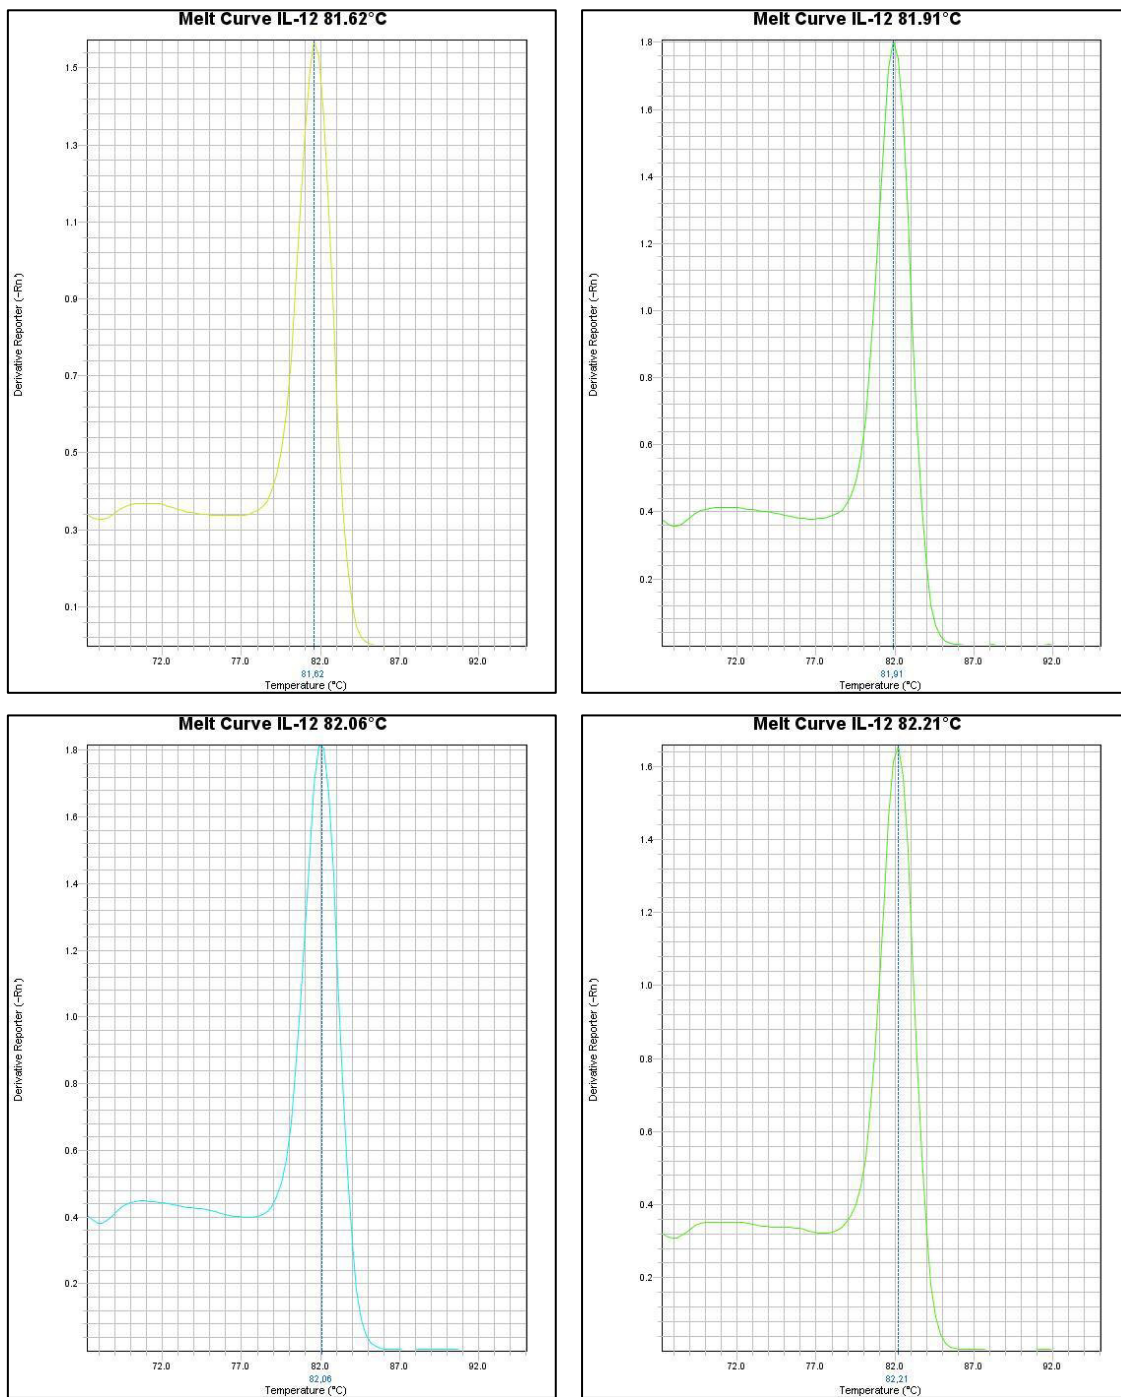 Melt Curve IL-12 81.62°C
Derivative Reporter (-Rn')
1.5
1.3
1.1
0.9
0.7
0.5
0.3
0.1
72.0 77.0 82.0 87.0 92.0
81,62
Temperature (°C)
Melt Curve IL-12 81.91°C
Derivative Reporter (-Rn')
1.8
1.6
1.4
1.2
1.0
0.8
0.6
0.4
0.2
72.0 77.0 82.0 87.0 92.0
81,91
Temperature (°C)
Melt Curve IL-12 82.06°C
Derivative Reporter (-Rn')
1.8
1.6
1.4
1.2
1.0
0.8
0.6
0.4
0.2
72.0 77.0 82.0 87.0 92.0
82,06
Temperature (°C)
Melt Curve IL-12 82.21°C
Derivative Reporter (-Rn')
1.6
1.4
1.2
1.0
0.8
0.6
0.4
0.2
72.0 77.0 82.0 87.0 92.0
82,21
Temperature (°C)